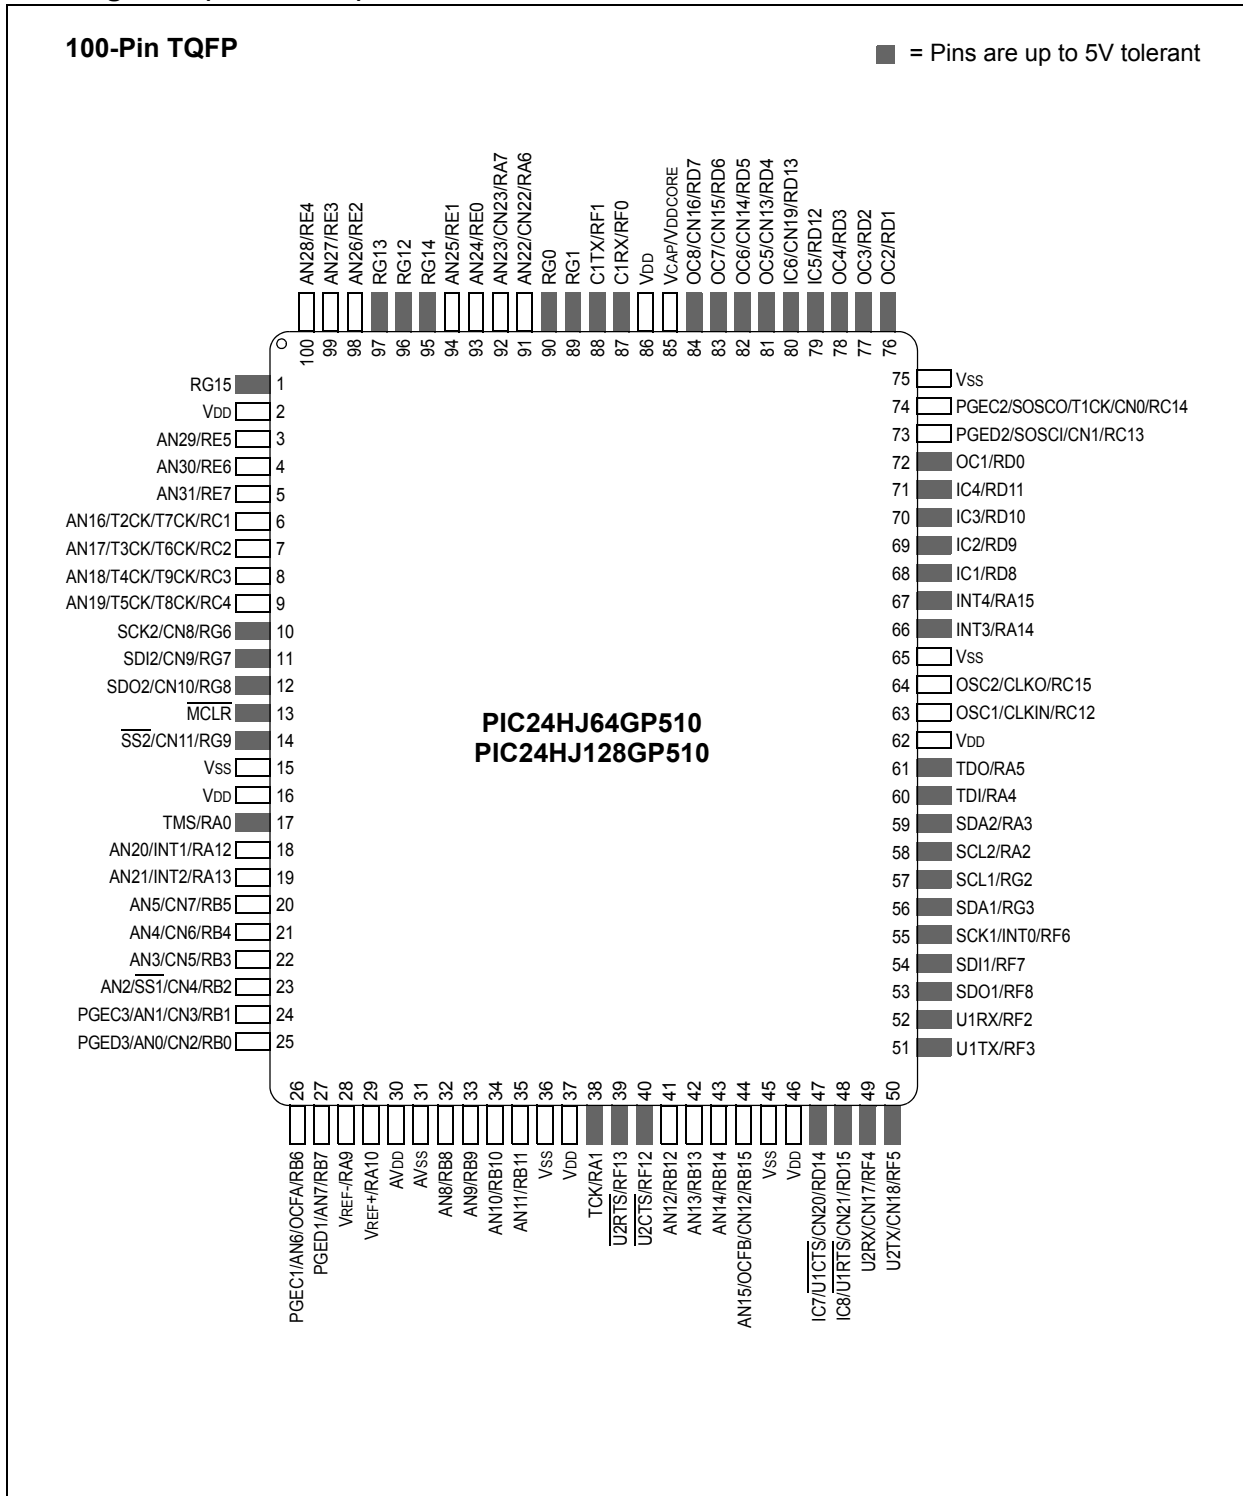 100-Pin TQFP
= Pins are up to 5V tolerant
AN28/RE4
AN27/RE3
AN26/RE2
RG13
RG12
RG14
AN25/RE1
AN24/RE0
AN23/CN23/RA7
AN22/CN22/RA6
RG0
RG1
C1TX/RF1
C1RX/RF0
VDD
VCAP/VDDCORE
OC8/CN16/RD7
OC7/CN15/RD6
OC6/CN14/RD5
OC5/CN13/RD4
IC6/CN19/RD13
IC5/RD12
OC4/RD3
OC3/RD2
OC2/RD1
100 99 98 97 96 95 94 93 92 91 90 89 88 87 86 85 84 83 82 81 80 79 78 77 76
RG15 1
VDD 2
AN29/RE5 3
AN30/RE6 4
AN31/RE7 5
AN16/T2CK/T7CK/RC1 6
AN17/T3CK/T6CK/RC2 7
AN18/T4CK/T9CK/RC3 8
AN19/T5CK/T8CK/RC4 9
SCK2/CN8/RG6 10
SDI2/CN9/RG7 11
SDO2/CN10/RG8 12
MCLR 13
SS2/CN11/RG9 14
VSS 15
VDD 16
TMS/RA0 17
AN20/INT1/RA12 18
AN21/INT2/RA13 19
AN5/CN7/RB5 20
AN4/CN6/RB4 21
AN3/CN5/RB3 22
AN2/SS1/CN4/RB2 23
PGEC3/AN1/CN3/RB1 24
PGED3/AN0/CN2/RB0 25
PIC24HJ64GP510
PIC24HJ128GP510
75 VSS
74 PGEC2/SOSCO/T1CK/CN0/RC14
73 PGED2/SOSCI/CN1/RC13
72 OC1/RD0
71 IC4/RD11
70 IC3/RD10
69 IC2/RD9
68 IC1/RD8
67 INT4/RA15
66 INT3/RA14
65 VSS
64 OSC2/CLKO/RC15
63 OSC1/CLKIN/RC12
62 VDD
61 TDO/RA5
60 TDI/RA4
59 SDA2/RA3
58 SCL2/RA2
57 SCL1/RG2
56 SDA1/RG3
55 SCK1/INT0/RF6
54 SDI1/RF7
53 SDO1/RF8
52 U1RX/RF2
51 U1TX/RF3
26 27 28 29 30 31 32 33 34 35 36 37 38 39 40 41 42 43 44 45 46 47 48 49 50
PGEC1/AN6/OCFA/RB6
PGED1/AN7/RB7
VREF-/RA9
VREF+/RA10
AVDD
AVSS
AN8/RB8
AN9/RB9
AN10/RB10
AN11/RB11
VSS
VDD
TCK/RA1
U2RTS/RF13
U2CTS/RF12
AN12/RB12
AN13/RB13
AN14/RB14
AN15/OCFB/CN12/RB15
VSS
VDD
IC7/U1CTS/CN20/RD14
IC8/U1RTS/CN21/RD15
U2RX/CN17/RF4
U2TX/CN18/RF5